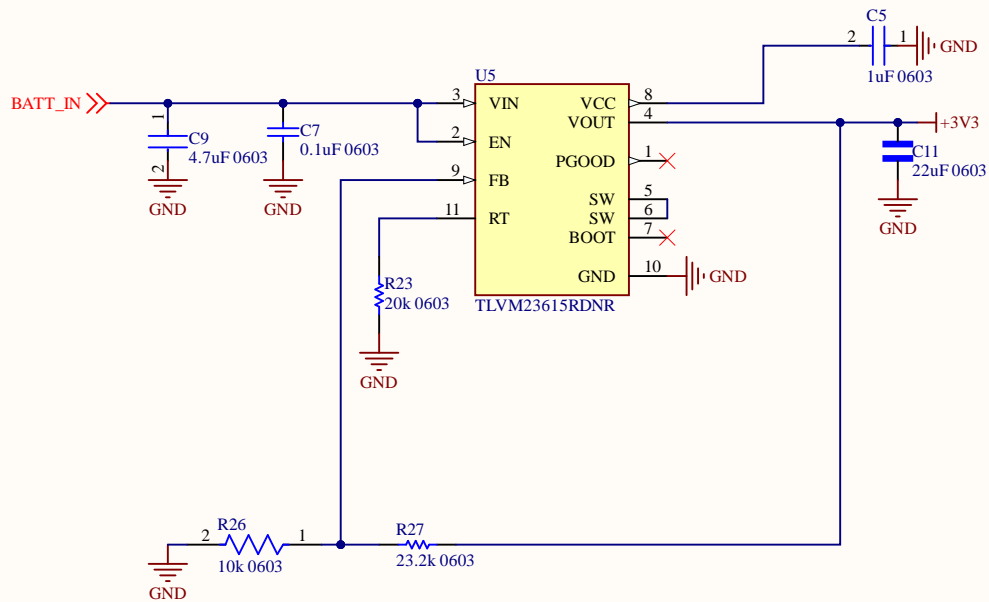 C5
2
1
GND
1uF 0603
BATT_IN
U5
3
VIN
VCC
8
VOUT
4
+3V3
1
C9
4.7uF 0603
2
GND
C7
0.1uF 0603
GND
2
EN
PGOOD
1
C11
22uF 0603
GND
9
FB
SW
5
11
RT
SW
6
BOOT
7
GND
10
GND
TLVM23615RDNR
R23
20k 0603
GND
R26
2
1
10k 0603
GND
R27
23.2k 0603